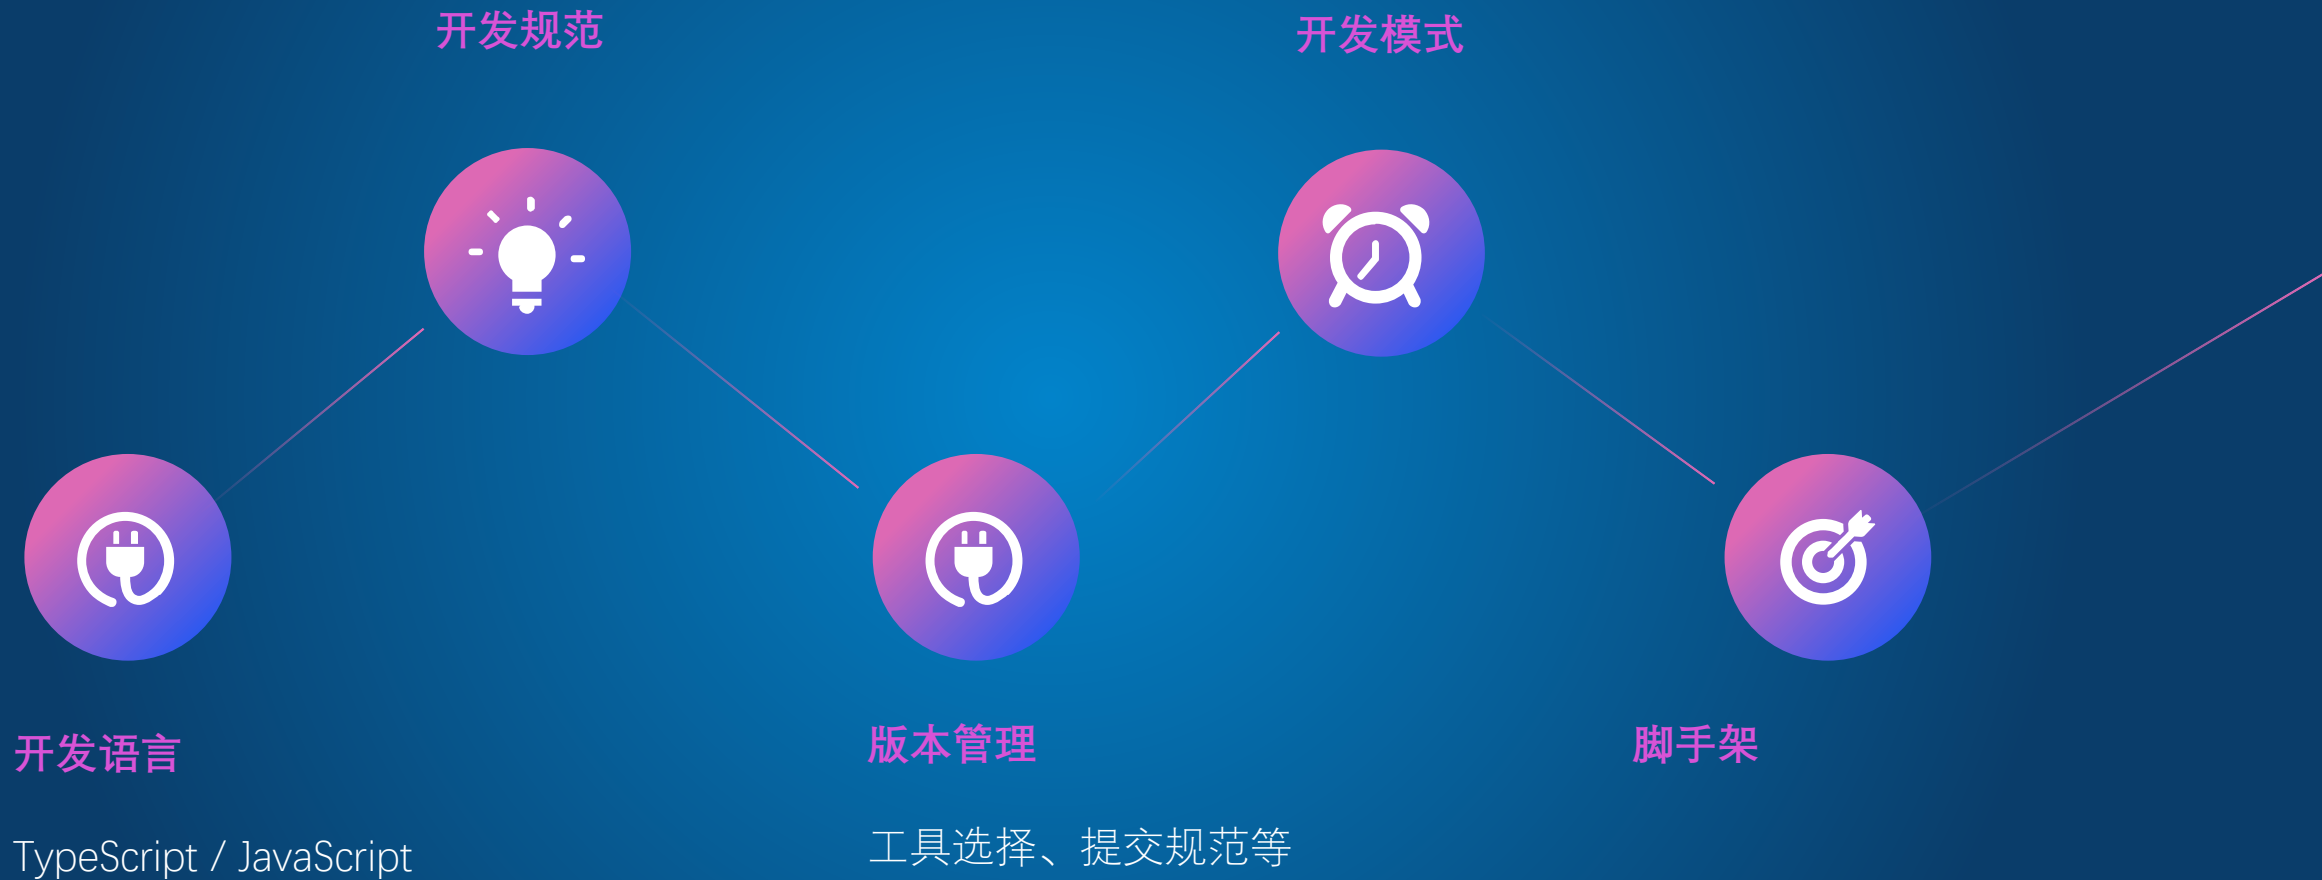 开发规范
开发模式
开发语言
TypeScript / JavaScript
版本管理
工具选择、提交规范等
脚手架